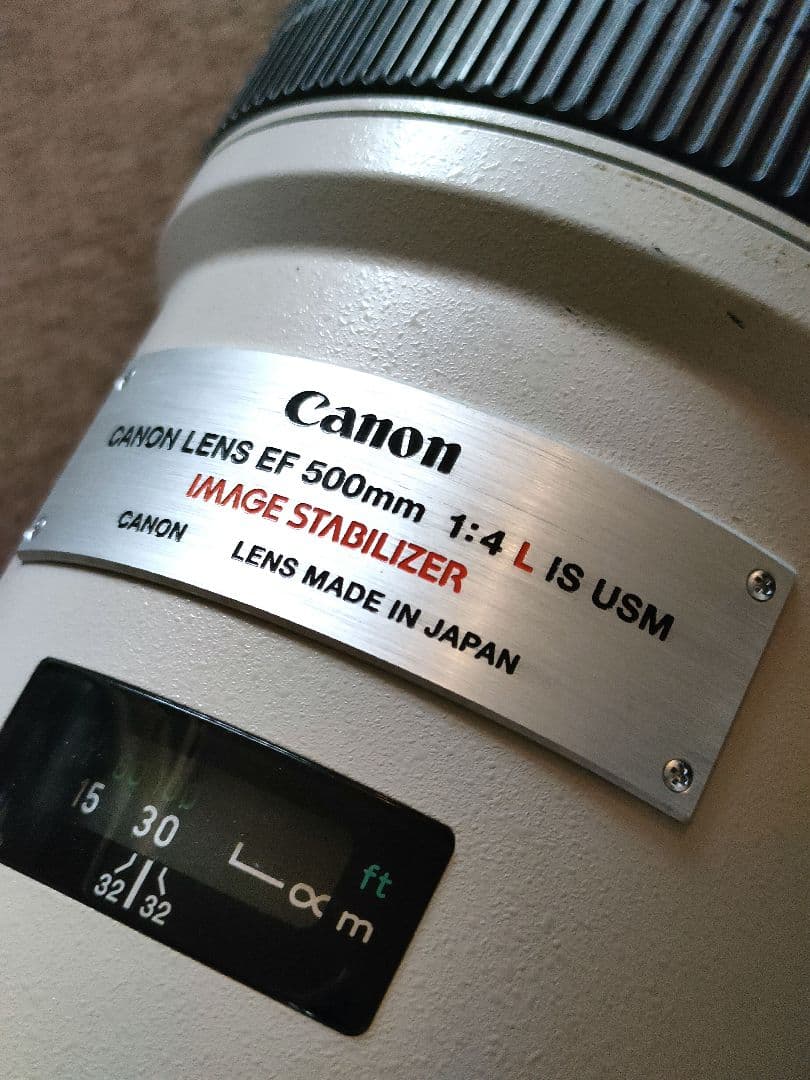 Canon
CANON LENS EF 500mm 1:4 L IS USM
IMAGE STABILIZER
CANON LENS MADE IN JAPAN
ft
15 30 ∞ m
32 32